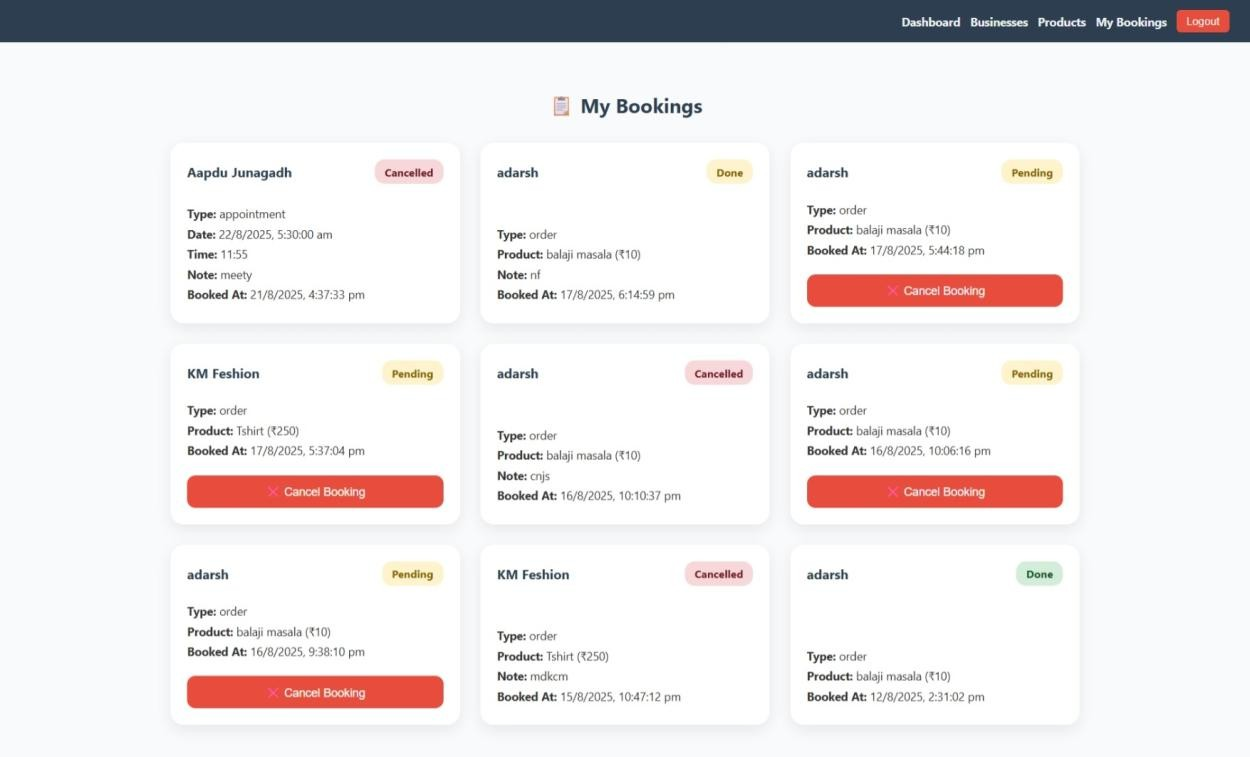 Dashboard Businesses Products My Bookings Logout
My Bookings
Aapdu Junagadh Cancelled
Type: appointment
Date: 22/8/2025, 5:30:00 am
Time: 11:55
Note: meety
Booked At: 21/8/2025, 4:37:33 pm
adarsh Done
Type: order
Product: balaji masala (₹10)
Note: nf
Booked At: 17/8/2025, 6:14:59 pm
adarsh Pending
Type: order
Product: balaji masala (₹10)
Booked At: 17/8/2025, 5:44:18 pm
Cancel Booking
KM Feshion Pending
Type: order
Product: Tshirt (₹250)
Booked At: 17/8/2025, 5:37:04 pm
Cancel Booking
adarsh Cancelled
Type: order
Product: balaji masala (₹10)
Note: cnjs
Booked At: 16/8/2025, 10:10:37 pm
adarsh Pending
Type: order
Product: balaji masala (₹10)
Booked At: 16/8/2025, 10:06:16 pm
Cancel Booking
adarsh Pending
Type: order
Product: balaji masala (₹10)
Booked At: 16/8/2025, 9:38:10 pm
Cancel Booking
KM Feshion Cancelled
Type: order
Product: Tshirt (₹250)
Note: mdkcm
Booked At: 15/8/2025, 10:47:12 pm
adarsh Done
Type: order
Product: balaji masala (₹10)
Booked At: 12/8/2025, 2:31:02 pm